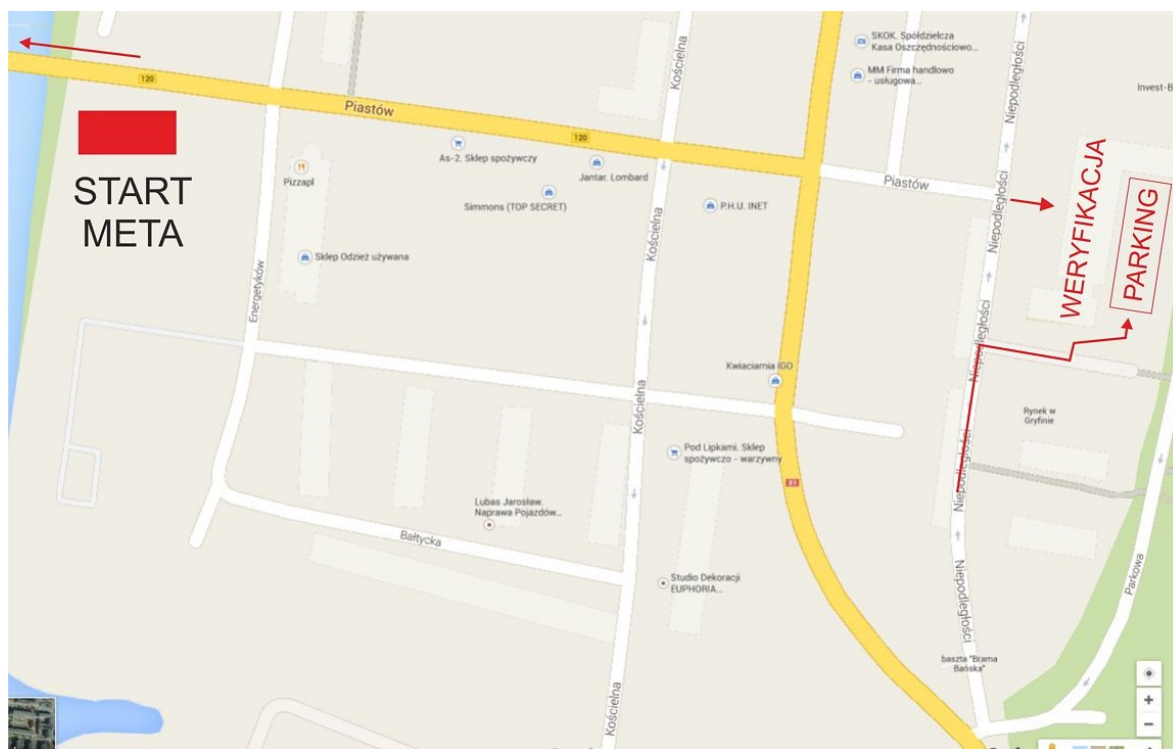 120
Piastów
START
META
Pizzapl
As-2. Sklep spożywczy
120
Jantar. Lombard
Simmons (TOP SECRET)
P.H.U. INET
Sklep Odzież używana
Energetyków
Kościelna
Kościelna
Kościelna
Kościelna
SKOK. Spółdzielcza
Kasa Oszczędnościowo...
MM Firma handlowo
- usługowa...
Invest-B
Niepodległości
Niepodległości
Niepodległości
Niepodległości
Niepodległości
Piastów
WERYFIKACJA
PARKING
Kwiaciarnia IGO
Rynek w
Gryfinie
Pod Lipkami. Sklep
spożywczo - warzywny
31
Lubas Jarosław.
Naprawa Pojazdów...
Bałtycka
Studio Dekoracji
EUPHORIA...
Parkowa
baszta "Brama
Bańska"